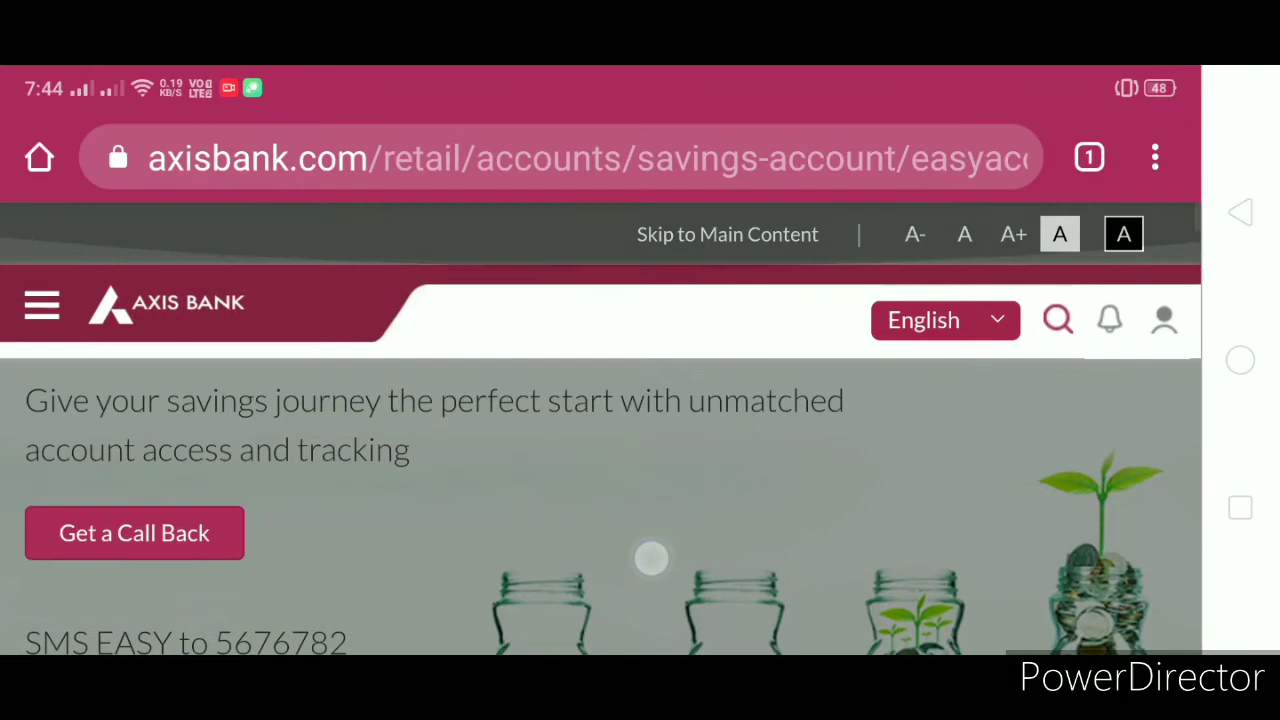 7:44 0.19 KB/S VO LTE 48
axisbank.com/retail/accounts/savings-account/easyac
1
Skip to Main Content | A- A A+ A A
AXIS BANK
English
Give your savings journey the perfect start with unmatched
account access and tracking
Get a Call Back
SMS EASY to 5676782
PowerDirector